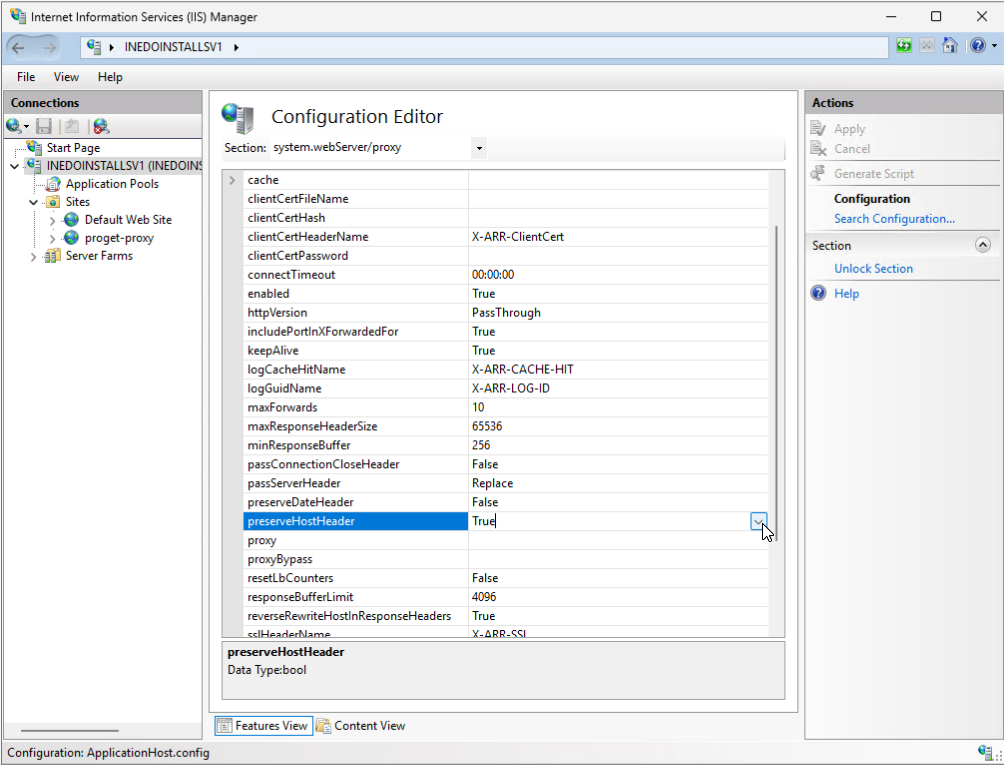 Internet Information Services (IIS) Manager
INEDOINSTALLSV1
File View Help
Connections
Start Page
INEDOINSTALLSV1 (INEDOINS
Application Pools
Sites
Default Web Site
proget-proxy
Server Farms
Configuration Editor
Section: system.webServer/proxy
cache
clientCertFileName
clientCertHash
clientCertHeaderName X-ARR-ClientCert
clientCertPassword
connectTimeout 00:00:00
enabled True
httpVersion PassThrough
includePortInXForwardedFor True
keepAlive True
logCacheHitName X-ARR-CACHE-HIT
logGuidName X-ARR-LOG-ID
maxForwards 10
maxResponseHeaderSize 65536
minResponseBuffer 256
passConnectionCloseHeader False
passServerHeader Replace
preserveDateHeader False
preserveHostHeader True
proxy
proxyBypass
resetLbCounters False
responseBufferLimit 4096
reverseRewriteHostInResponseHeaders True
sslHeaderName X-ARR-SSL
preserveHostHeader
Data Type:bool
Features View Content View
Actions
Apply
Cancel
Generate Script
Configuration
Search Configuration...
Section
Unlock Section
Help
Configuration: ApplicationHost.config